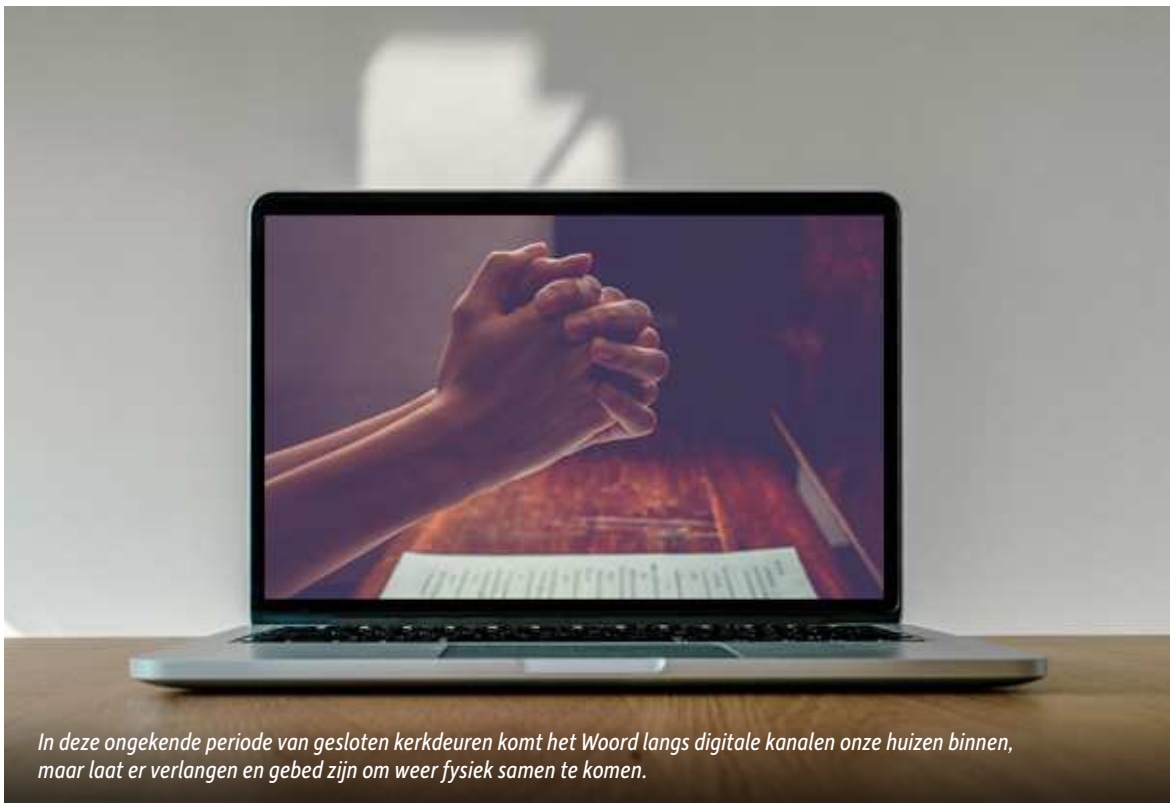 In deze ongekende periode van gesloten kerkdeuren komt het Woord langs digitale kanalen onze huizen binnen,
maar laat er verlangen en gebed zijn om weer fysiek samen te komen.